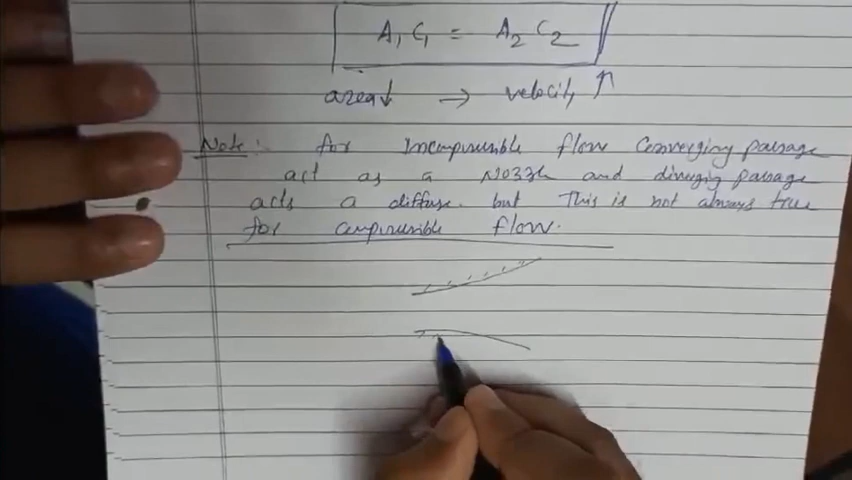 A₁ C₁ = A₂ C₂
area↓ → velocity ↑
Note:- for Incompressible flow Converging passage
act as a Nozzle and diverging passage
acts a diffuse. but This is not always true
for compressible flow.